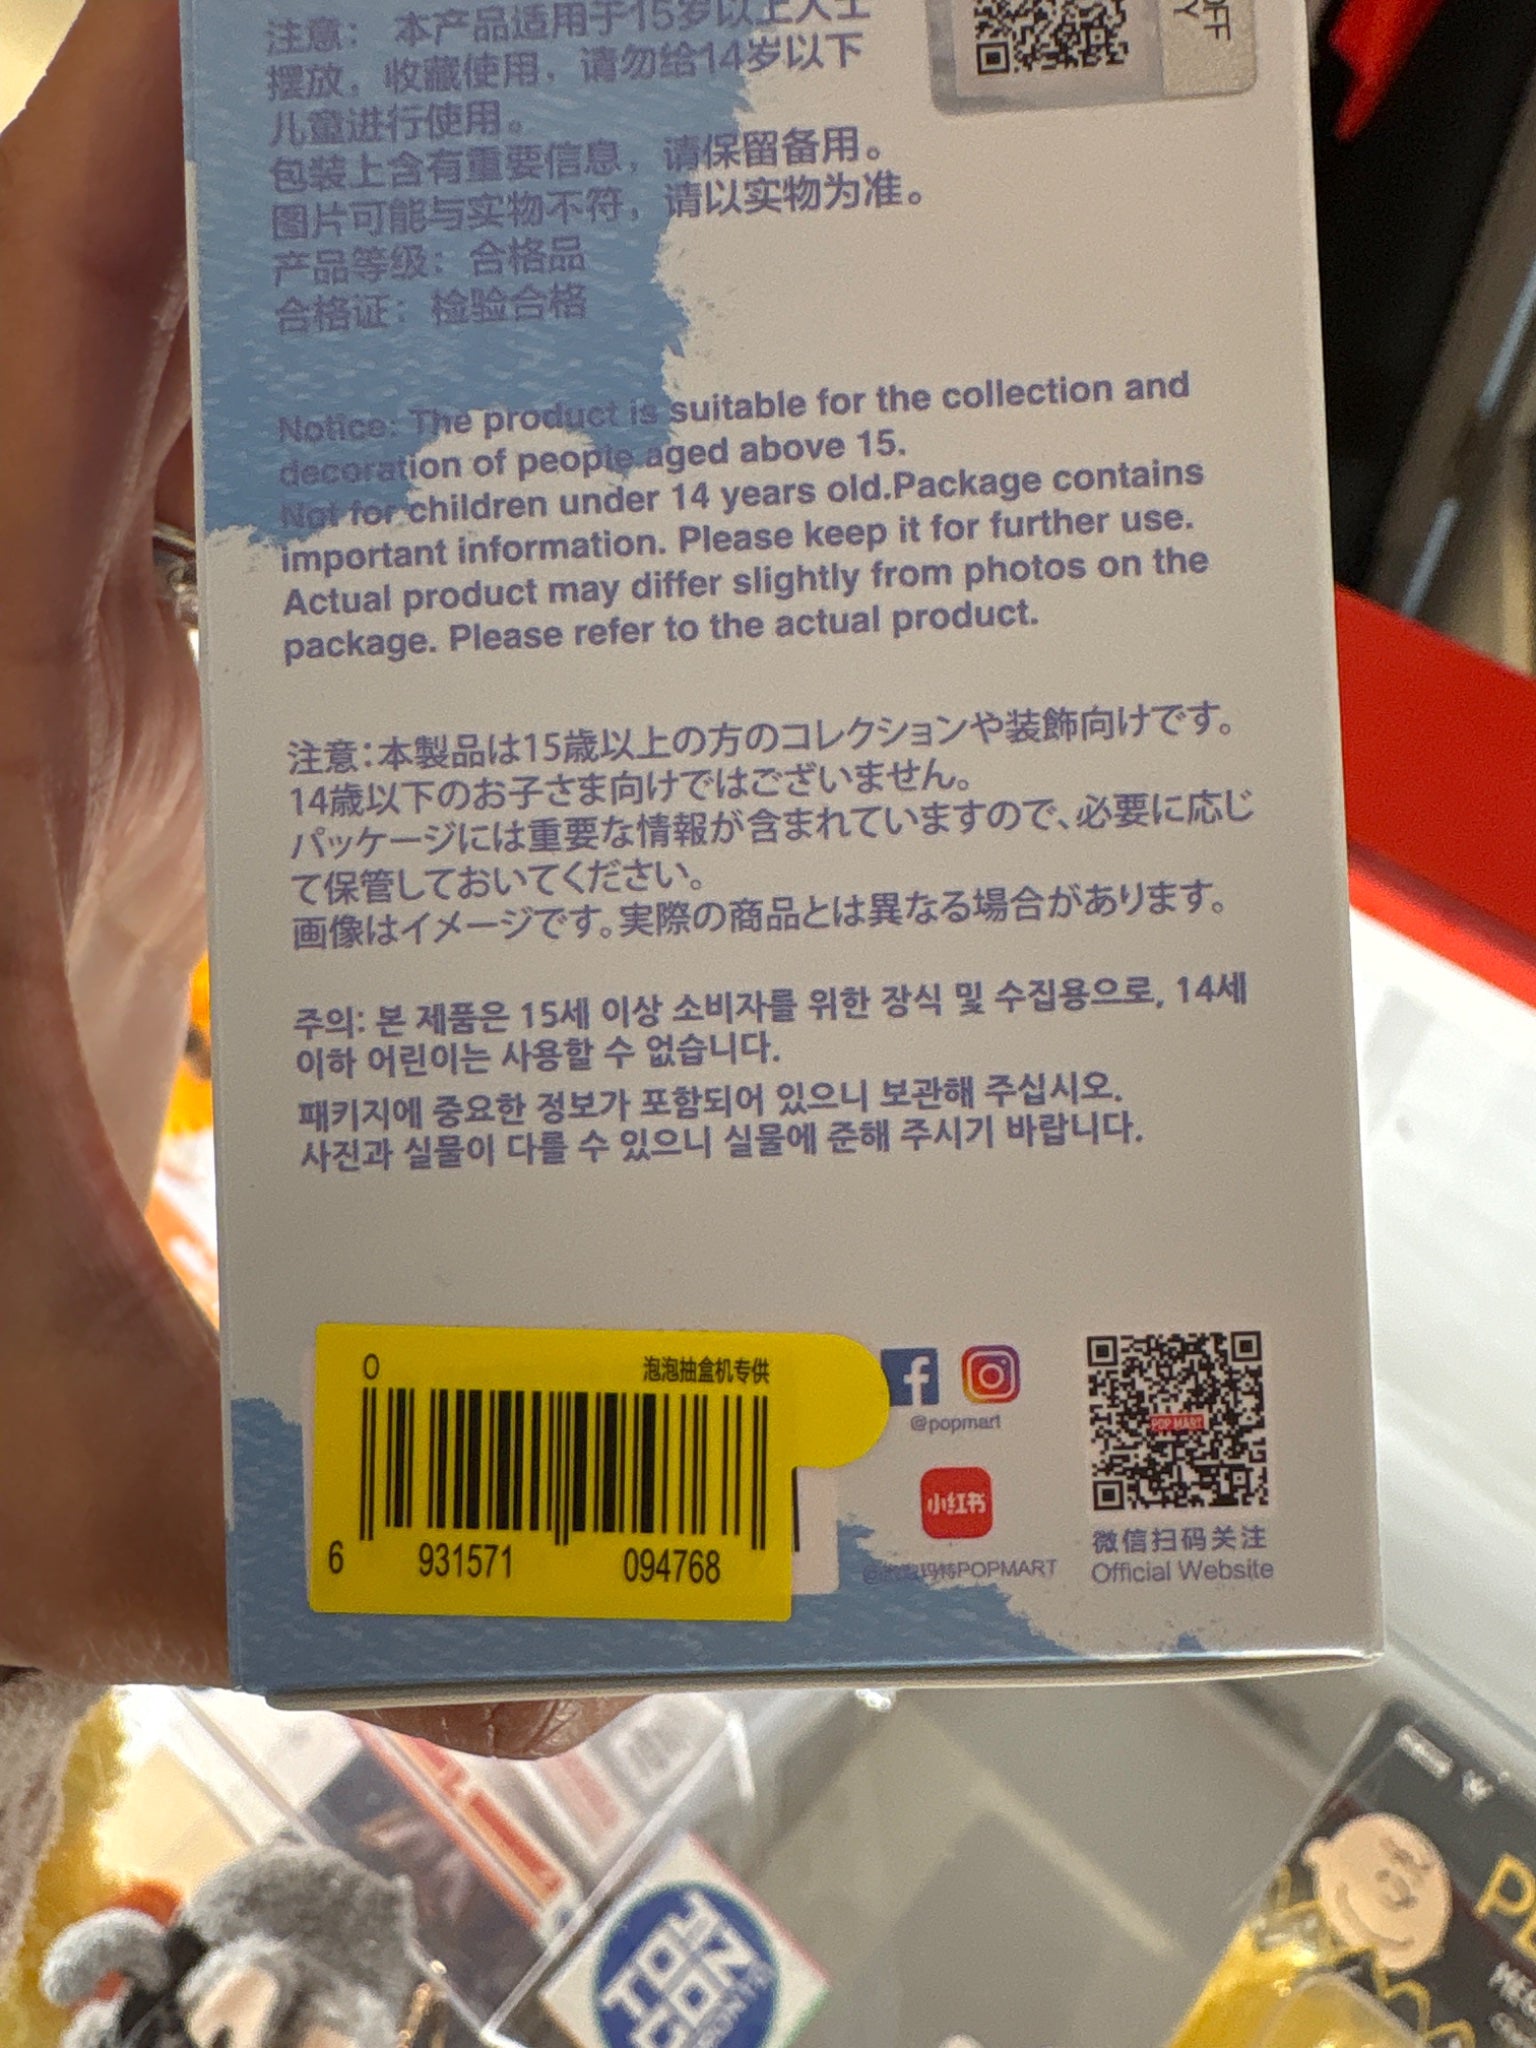 注意： 本产品适用于15岁以上人士
摆放，收藏使用，请勿给14岁以下
儿童进行使用。
包装上含有重要信息，请保留备用。
图片可能与实物不符，请以实物为准。
产品等级：合格品
合格证：检验合格
Notice: The product is suitable for the collection and
decoration of people aged above 15.
Not for children under 14 years old.Package contains
important information. Please keep it for further use.
Actual product may differ slightly from photos on the
package. Please refer to the actual product.
注意：本製品は15歳以上の方のコレクションや装飾向けです。
14歳以下のお子さま向けではございません。
パッケージには重要な情報が含まれていますので、必要に応じ
て保管しておいてください。
画像はイメージです。実際の商品とは異なる場合があります。
주의: 본 제품은 15세 이상 소비자를 위한 장식 및 수집용으로, 14세
이하 어린이는 사용할 수 없습니다.
패키지에 중요한 정보가 포함되어 있으니 보관해 주십시오.
사진과 실물이 다를 수 있으니 실물에 준해 주시기 바랍니다.
0 泡泡抽盒机专供
6 931571 094768
@popmart
小红书
POPMART
POP MART
微信扫码关注
Official Website
TOY
CON